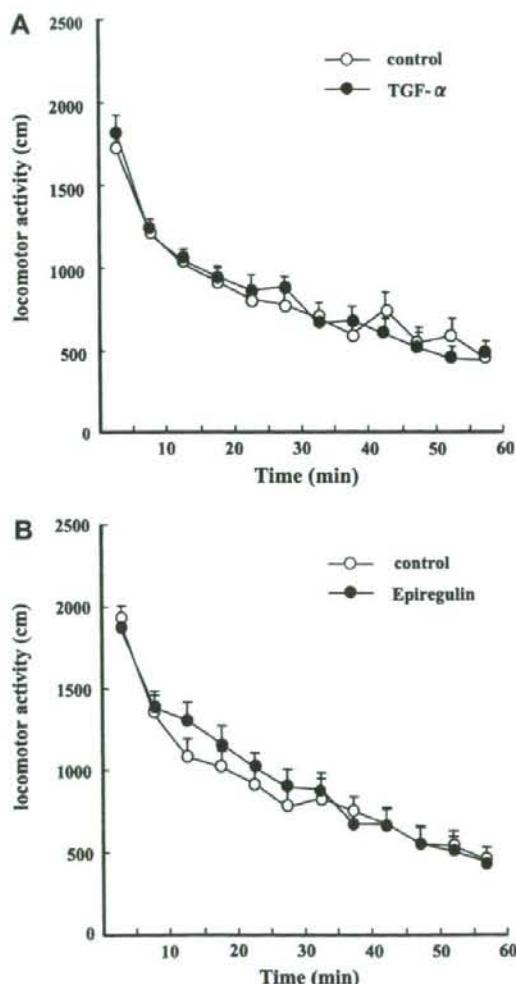 A
2500
2000
1500
1000
500
0
locomotor activity (cm)
control
TGF- α
10 20 30 40 50 60
Time (min)
B
2500
2000
1500
1000
500
0
locomotor activity (cm)
control
Epiregulin
10 20 30 40 50 60
Time (min)